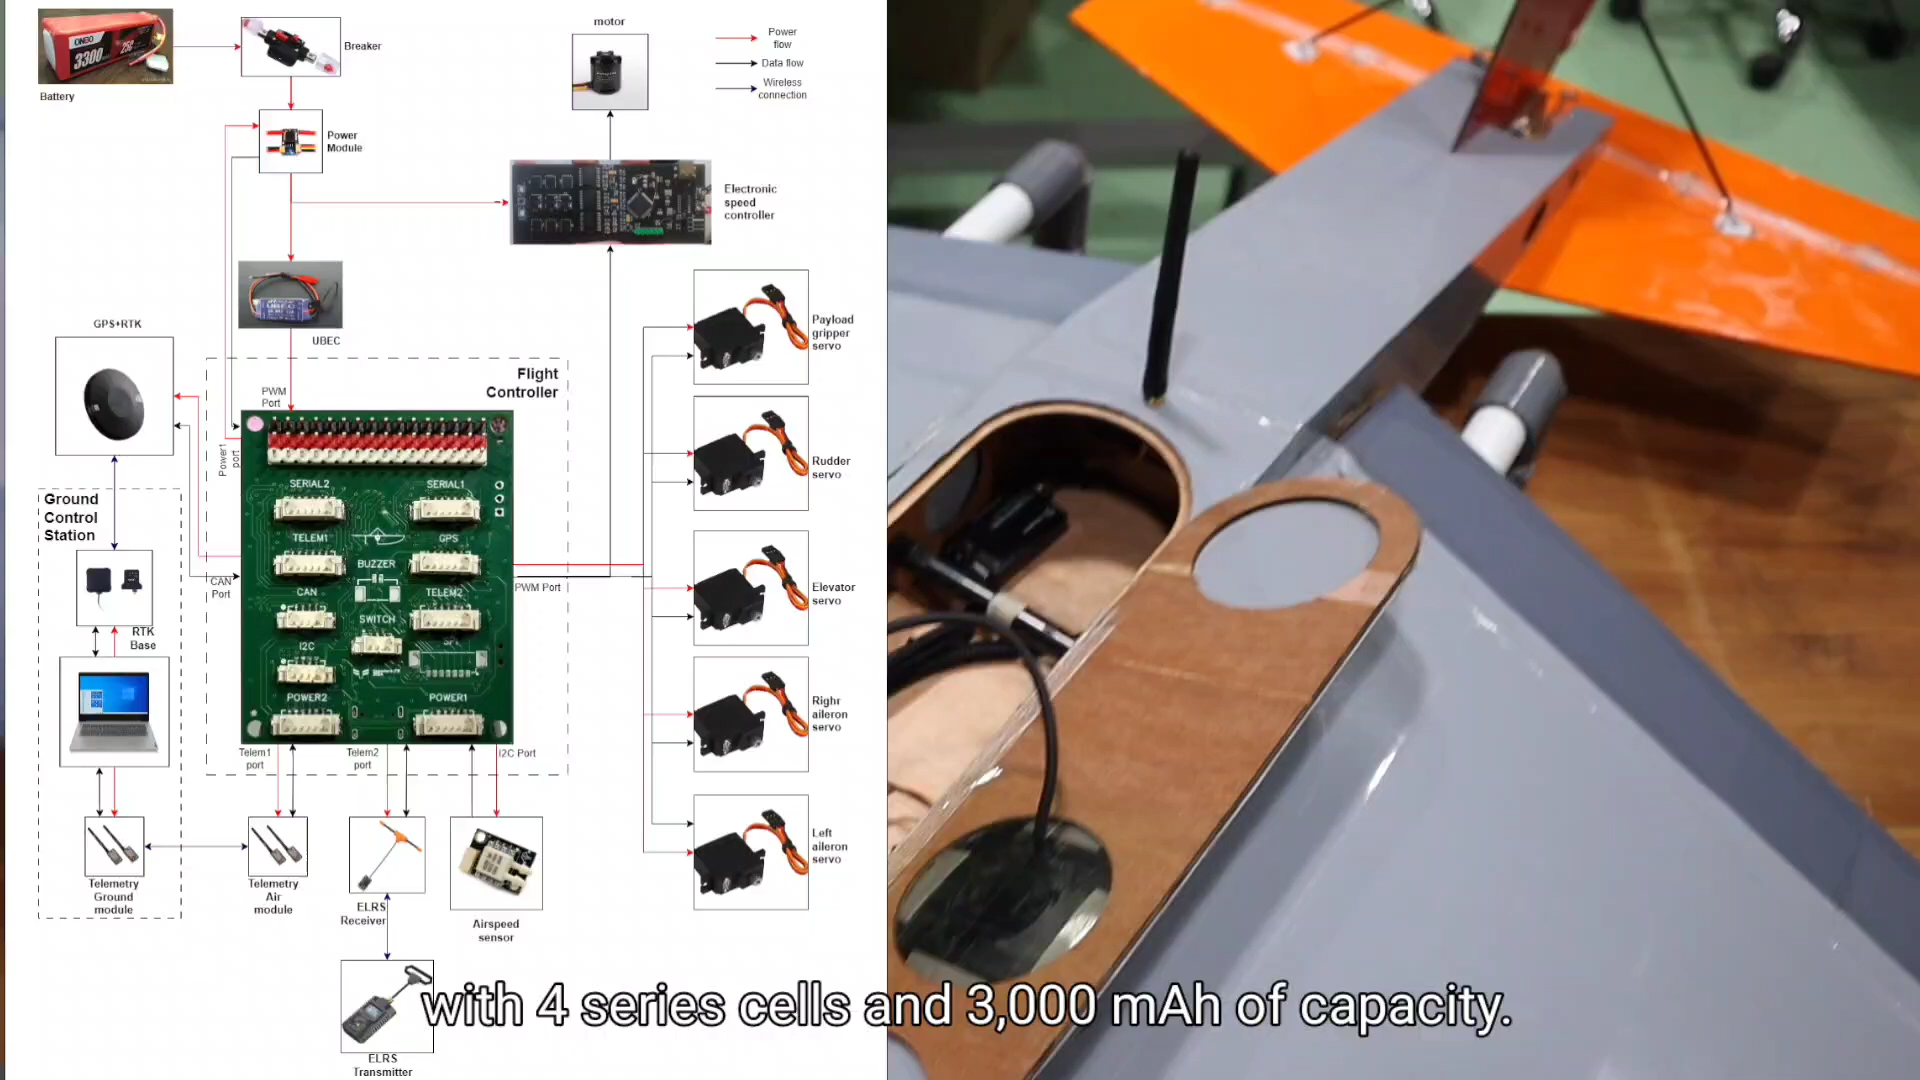 motor
Power
flow
Data flow
Wireless
connection
ONBO
3300
25C
Battery
Breaker
Power
Module
Electronic
speed
controller
UBEC
GPS+RTK
Flight
Controller
PWM
Port
Power1
port
SERIAL2
SERIAL1
TELEM1
GPS
BUZZER
CAN
TELEM2
SWITCH
I2C
SPI
POWER2
POWER1
CAN
Port
PWM Port
Telem1
port
Telem2
port
I2C Port
Ground
Control
Station
RTK
Base
Telemetry
Ground
module
Telemetry
Air
module
ELRS
Receiver
Airspeed
sensor
ELRS
Transmitter
Payload
gripper
servo
Rudder
servo
Elevator
servo
Righr
aileron
servo
Left
aileron
servo
with 4 series cells and 3,000 mAh of capacity.